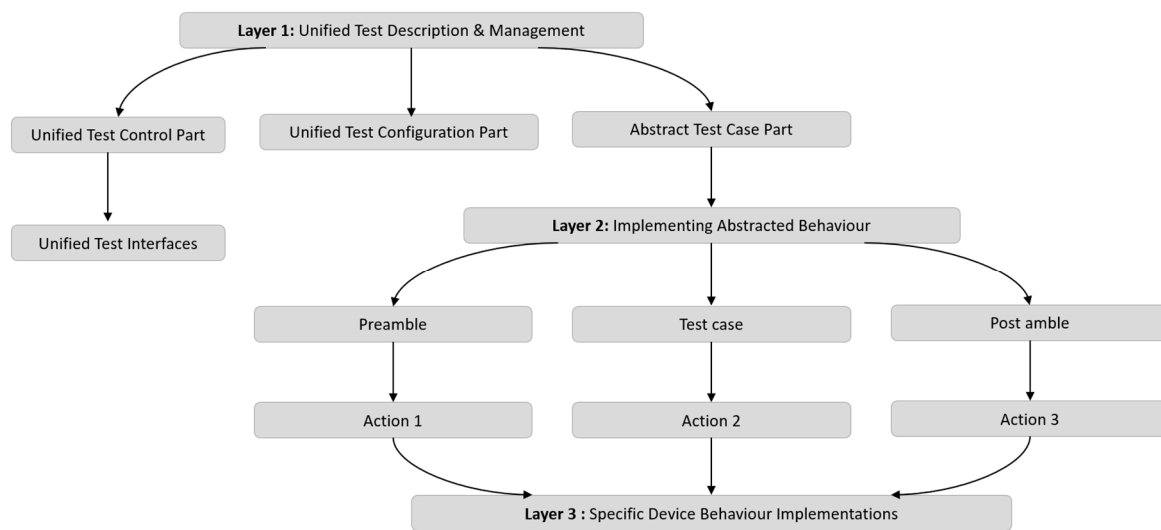 Layer 1: Unified Test Description & Management
Unified Test Control Part
Unified Test Configuration Part
Abstract Test Case Part
Layer 2: Implementing Abstracted Behaviour
Unified Test Interfaces
Preamble
Test case
Post amble
Action 1
Action 2
Action 3
Layer 3 : Specific Device Behaviour Implementations